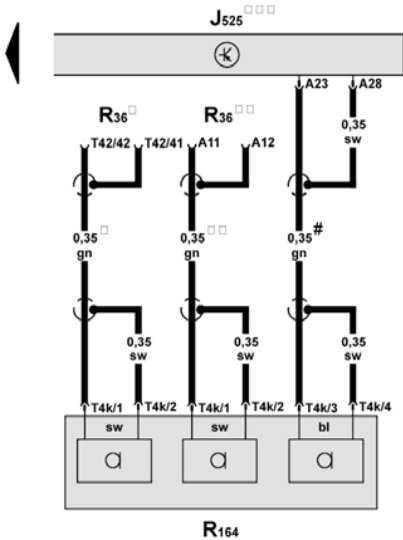 J525 □□□
A23 A28
R36 □ R36 □□
T42/42 T42/41 A11 A12
0,35
sw
0,35 □ 0,35 □□ 0,35 #
gn gn gn
0,35 0,35 0,35
sw sw sw
T4k/1 T4k/2 T4k/1 T4k/2 T4k/3 T4k/4
sw sw bl
R164